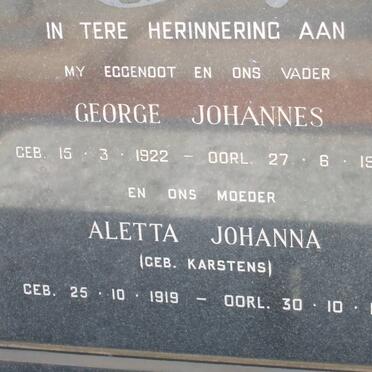 IN TERE HERINNERING AAN
MY EGGENOOT EN ONS VADER
GEORGE JOHANNES
GEB. 15 · 3 · 1922 – OORL. 27 · 6 · 19
EN ONS MOEDER
ALETTA JOHANNA
(GEB. KARSTENS)
GEB. 25 · 10 · 1919 – OORL. 30 · 10 ·